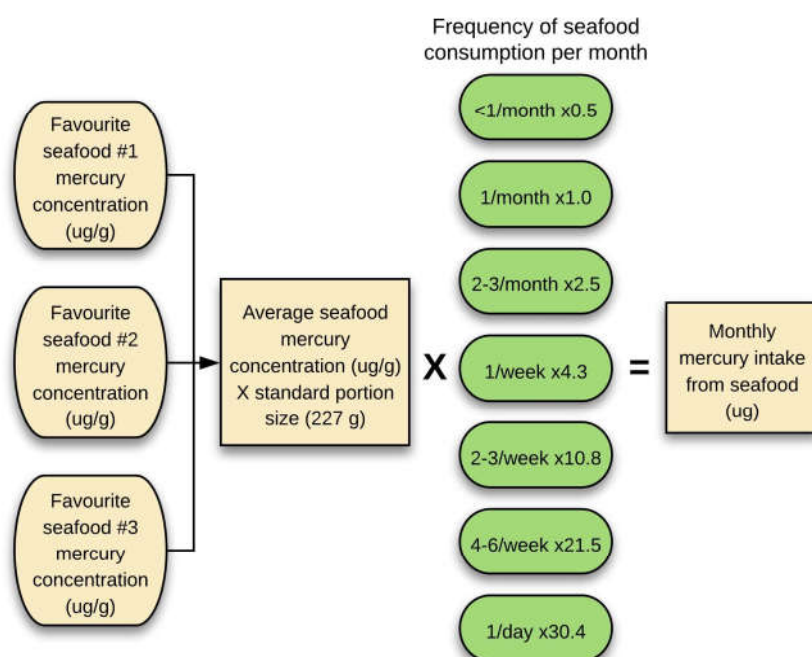 Frequency of seafood
consumption per month
Favourite
seafood #1
mercury
concentration
(ug/g)
Favourite
seafood #2
mercury
concentration
(ug/g)
Favourite
seafood #3
mercury
concentration
(ug/g)
Average seafood
mercury
concentration (ug/g)
X standard portion
size (227 g)
X
<1/month x0.5
1/month x1.0
2-3/month x2.5
1/week x4.3
2-3/week x10.8
4-6/week x21.5
1/day x30.4
=
Monthly
mercury intake
from seafood
(ug)